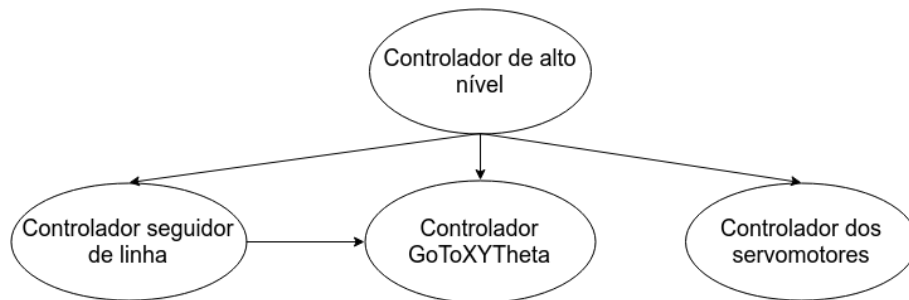 Controlador de alto
nível
Controlador seguidor
de linha
Controlador
GoToXYTheta
Controlador dos
servomotores